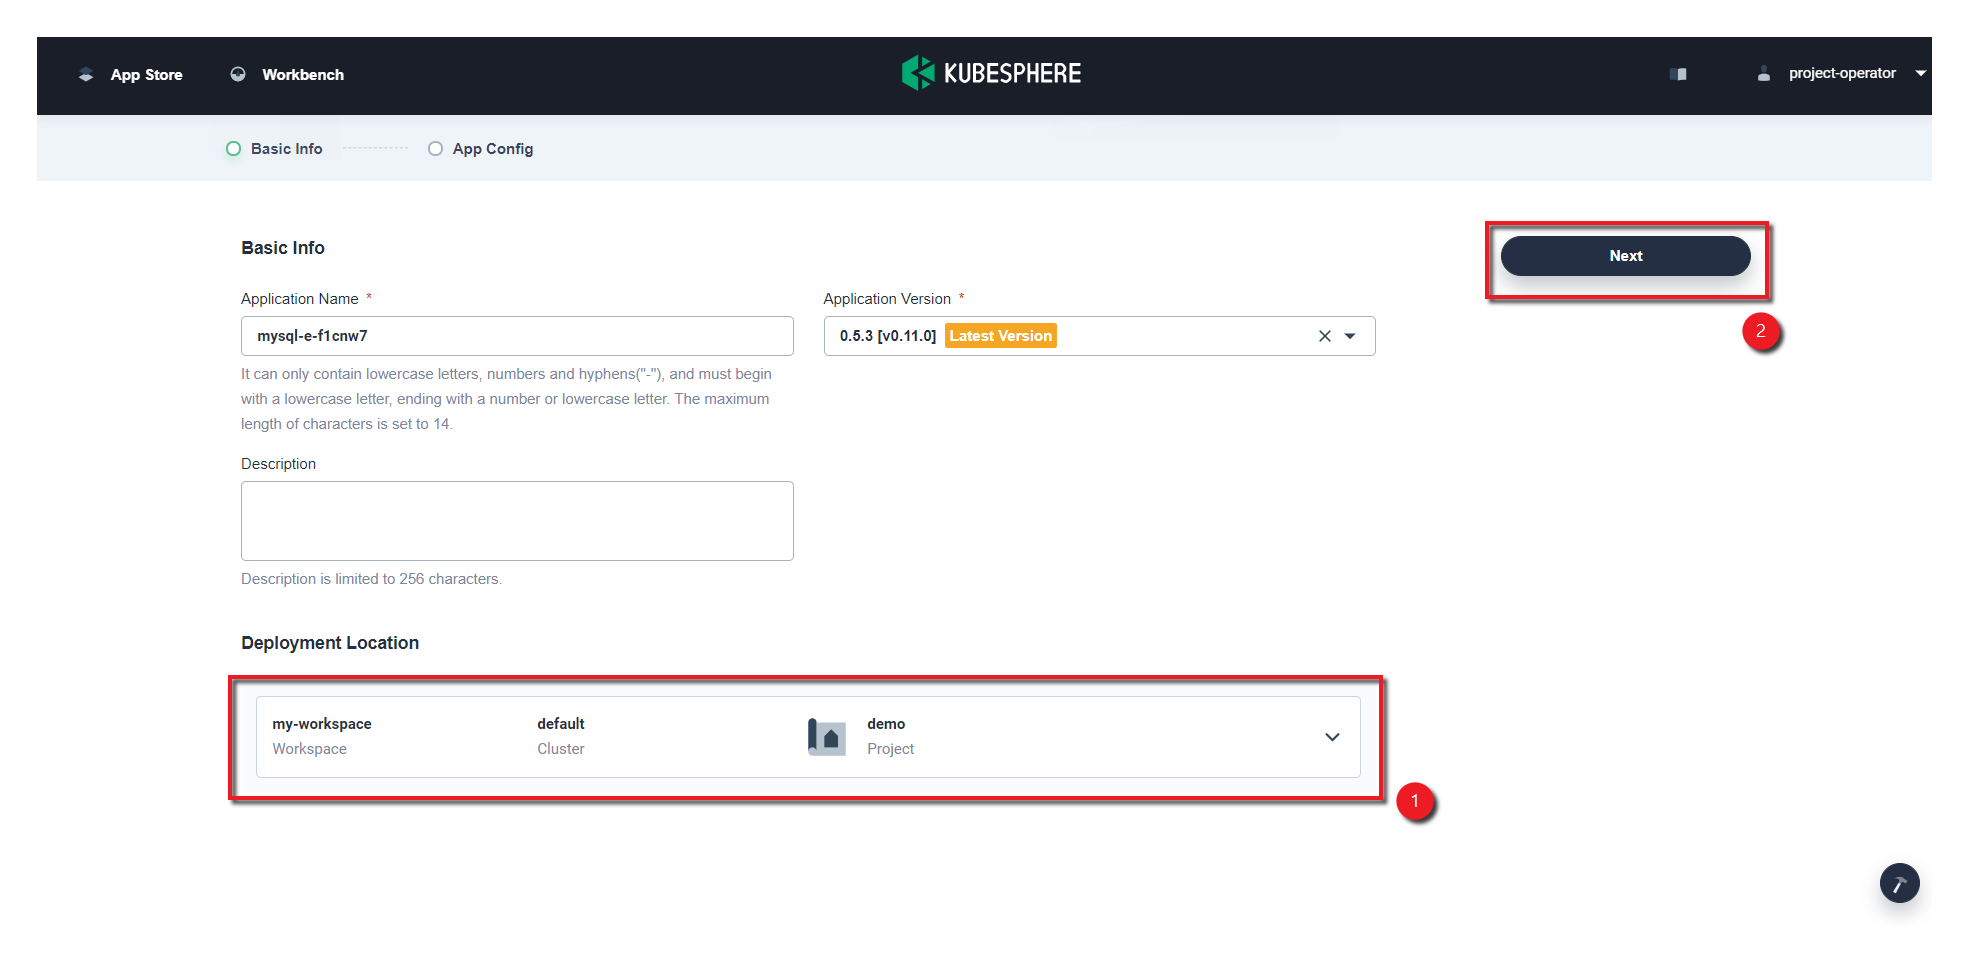 App Store
Workbench
KUBESPHERE
project-operator
Basic Info
App Config
Basic Info
Next
Application Name *
Application Version *
mysql-e-f1cnw7
0.5.3 [v0.11.0] Latest Version
2
It can only contain lowercase letters, numbers and hyphens("-"), and must begin
with a lowercase letter, ending with a number or lowercase letter. The maximum
length of characters is set to 14.
Description
Description is limited to 256 characters.
Deployment Location
my-workspace
Workspace
default
Cluster
demo
Project
1